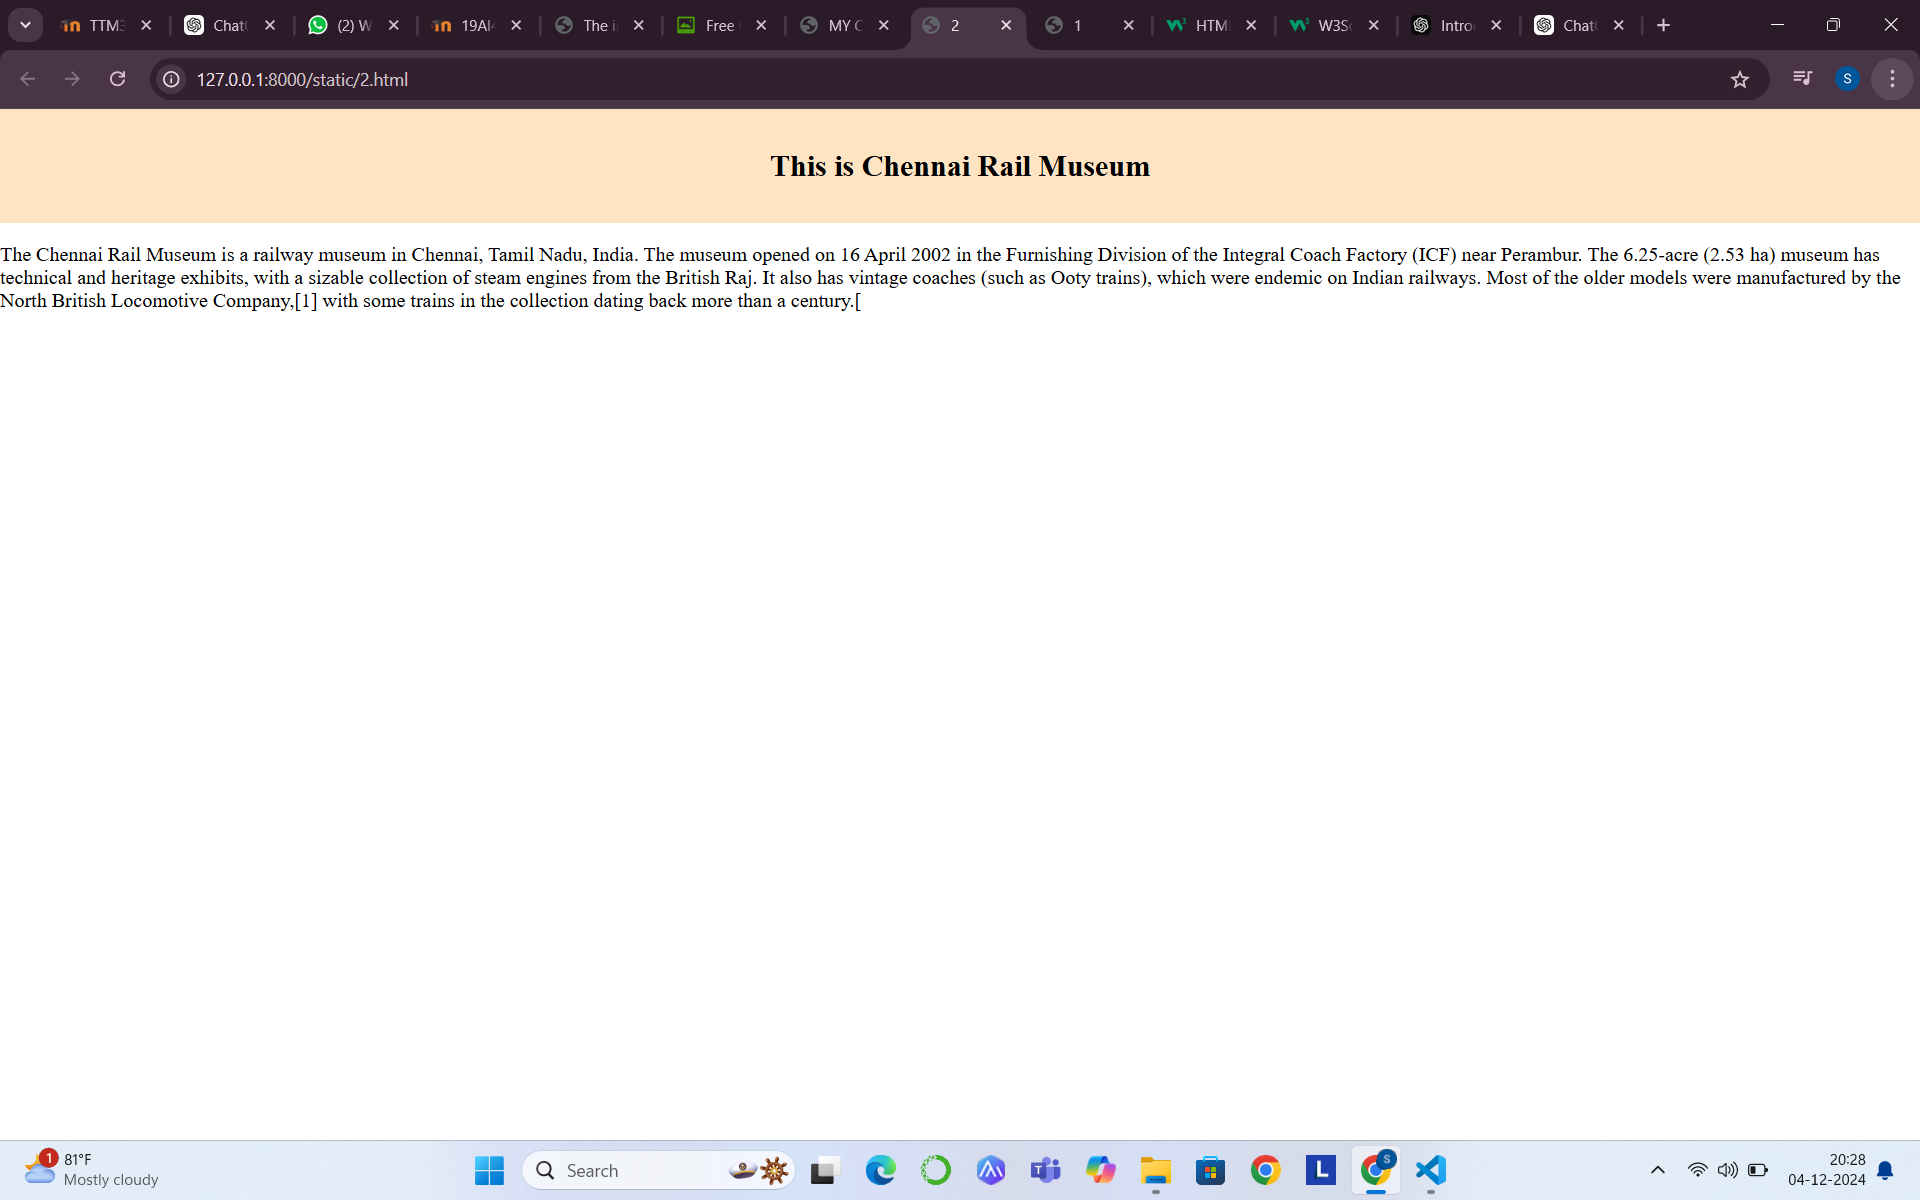 TTM3
Chat
(2) W
19AI
The i
Free
MY C
2
1
HTM
W3Sc
Intro
Chat
127.0.0.1:8000/static/2.html
S
This is Chennai Rail Museum
The Chennai Rail Museum is a railway museum in Chennai, Tamil Nadu, India. The museum opened on 16 April 2002 in the Furnishing Division of the Integral Coach Factory (ICF) near Perambur. The 6.25-acre (2.53 ha) museum has
technical and heritage exhibits, with a sizable collection of steam engines from the British Raj. It also has vintage coaches (such as Ooty trains), which were endemic on Indian railways. Most of the older models were manufactured by the
North British Locomotive Company,[1] with some trains in the collection dating back more than a century.[
1
81°F
Mostly cloudy
Search
L
S
20:28
04-12-2024